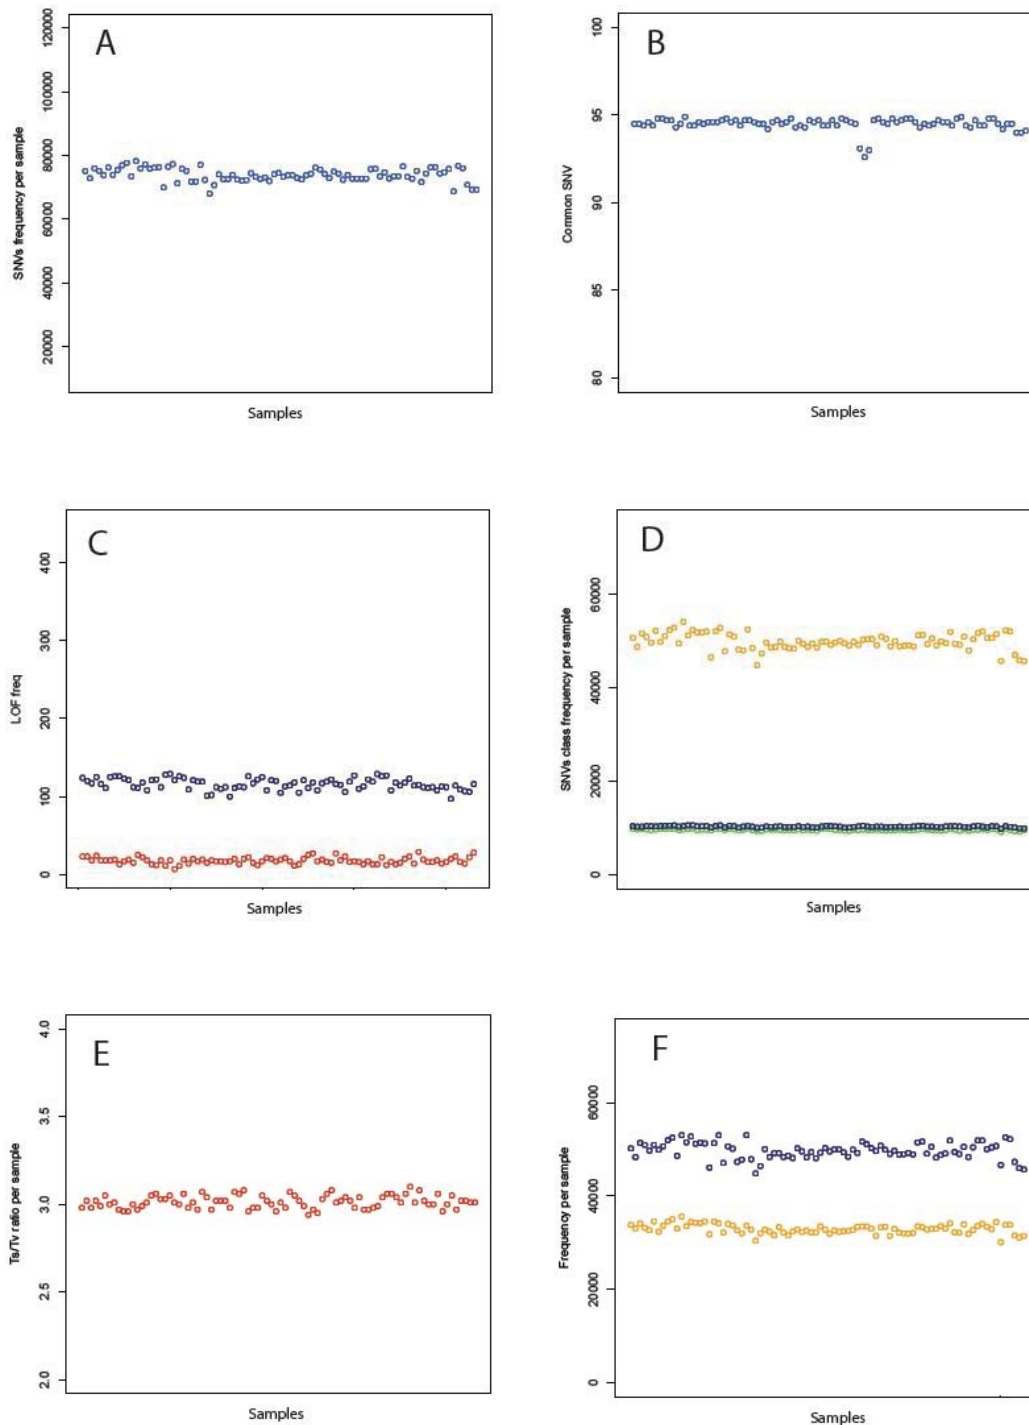 A
SNVs frequency per sample
120000
100000
80000
60000
40000
20000
Samples
B
Common SNV
100
95
90
85
80
Samples
C
LOF freq
400
300
200
100
0
Samples
D
SNVs class frequency per sample
60000
40000
20000
0
Samples
E
Ts/Tv ratio per sample
4.0
3.5
3.0
2.5
2.0
Samples
F
Frequency per sample
60000
40000
20000
0
Samples